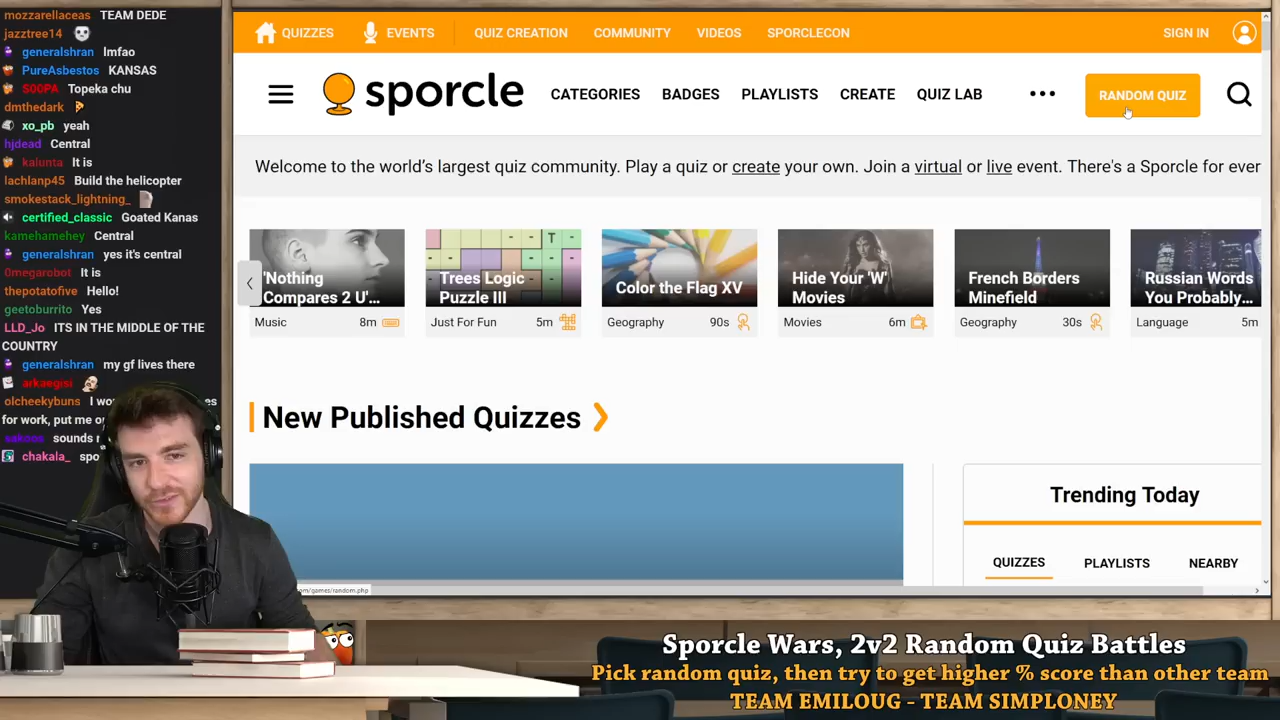 mozzarellaceas TEAM DEDE
jazztree14
generalshran lmfao
PureAsbestos KANSAS
S00PA Topeka chu
dmthedark
xo_pb yeah
hjdead Central
kalunta It is
lachlanp45 Build the helicopter
smokestack_lightning_
certified_classic Goated Kanas
kamehamehey Central
generalshran yes it's central
0megarobot It is
thepotatofive Hello!
geetoburrito Yes
LLD_Jo ITS IN THE MIDDLE OF THE
COUNTRY
generalshran my gf lives there
arkaegisi
olcheekybuns I
for work, put me
sakoos sounds
chakala_
QUIZZES EVENTS QUIZ CREATION COMMUNITY VIDEOS SPORCLECON SIGN IN
sporcle CATEGORIES BADGES PLAYLISTS CREATE QUIZ LAB RANDOM QUIZ
Welcome to the world's largest quiz community. Play a quiz or create your own. Join a virtual or live event. There's a Sporcle for ever
'Nothing
Compares 2 U'...
Music 8m
Trees Logic
Puzzle III
Just For Fun 5m
T
Color the Flag XV
Geography 90s
Hide Your 'W'
Movies
Movies 6m
French Borders
Minefield
Geography 30s
Russian Words
You Probably...
Language 5m
New Published Quizzes
Trending Today
QUIZZES PLAYLISTS NEARBY
om/games/random.php
Sporcle Wars, 2v2 Random Quiz Battles
Pick random quiz, then try to get higher % score than other team
TEAM EMILOUG - TEAM SIMPLONEY